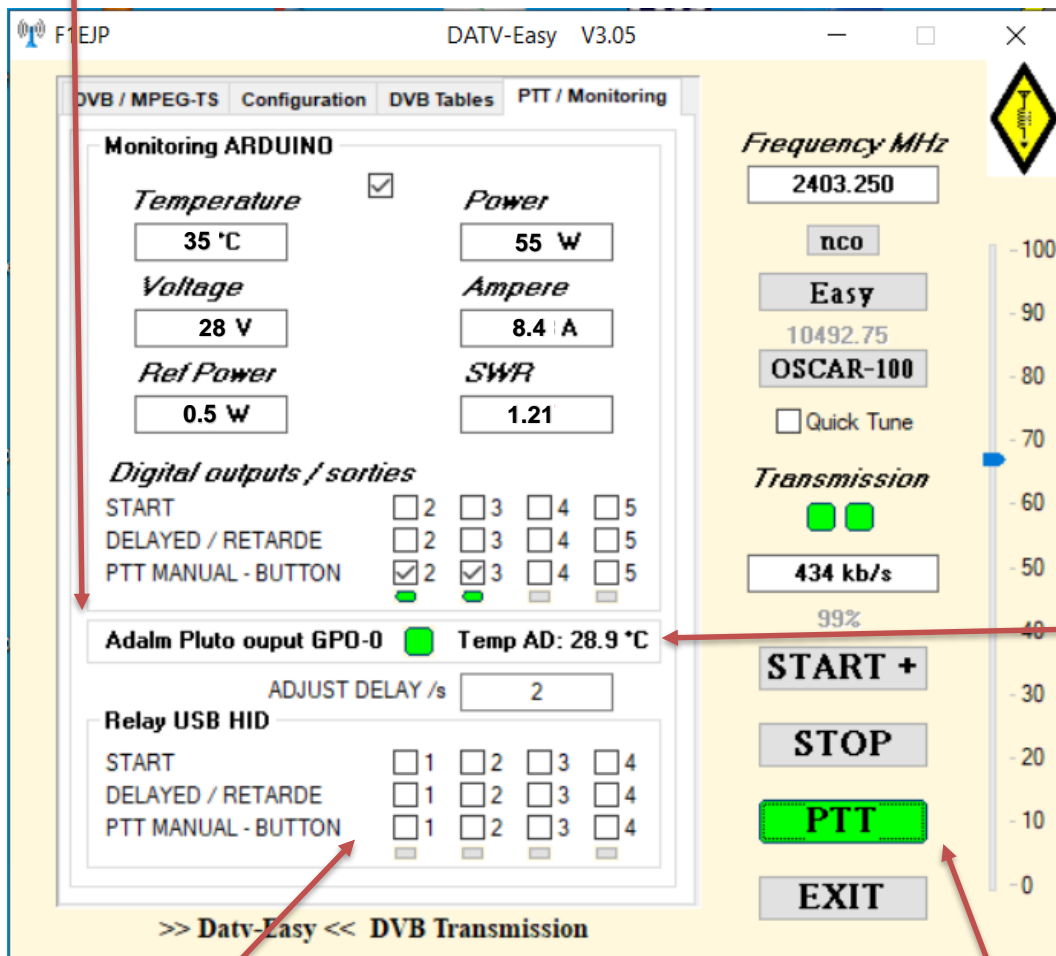 F1EJP DATV-Easy V3.05
DVB / MPEG-TS Configuration DVB Tables PTT / Monitoring
Monitoring ARDUINO
Temperature Power
35 °C 55 W
Voltage Ampere
28 V 8.4 A
Ref Power SWR
0.5 W 1.21
Digital outputs / sorties
START 2 3 4 5
DELAYED / RETARDE 2 3 4 5
PTT MANUAL - BUTTON 2 3 4 5
Adalm Pluto ouput GPO-0 Temp AD: 28.9 °C
ADJUST DELAY /s 2
Relay USB HID
START 1 2 3 4
DELAYED / RETARDE 1 2 3 4
PTT MANUAL - BUTTON 1 2 3 4
>> Datv-Easy << DVB Transmission
Frequency MHz
2403.250
nco
Easy
10492.75
OSCAR-100
Quick Tune
Transmission
434 kb/s
99%
START +
STOP
PTT
EXIT
100
90
80
70
60
50
40
30
20
10
0